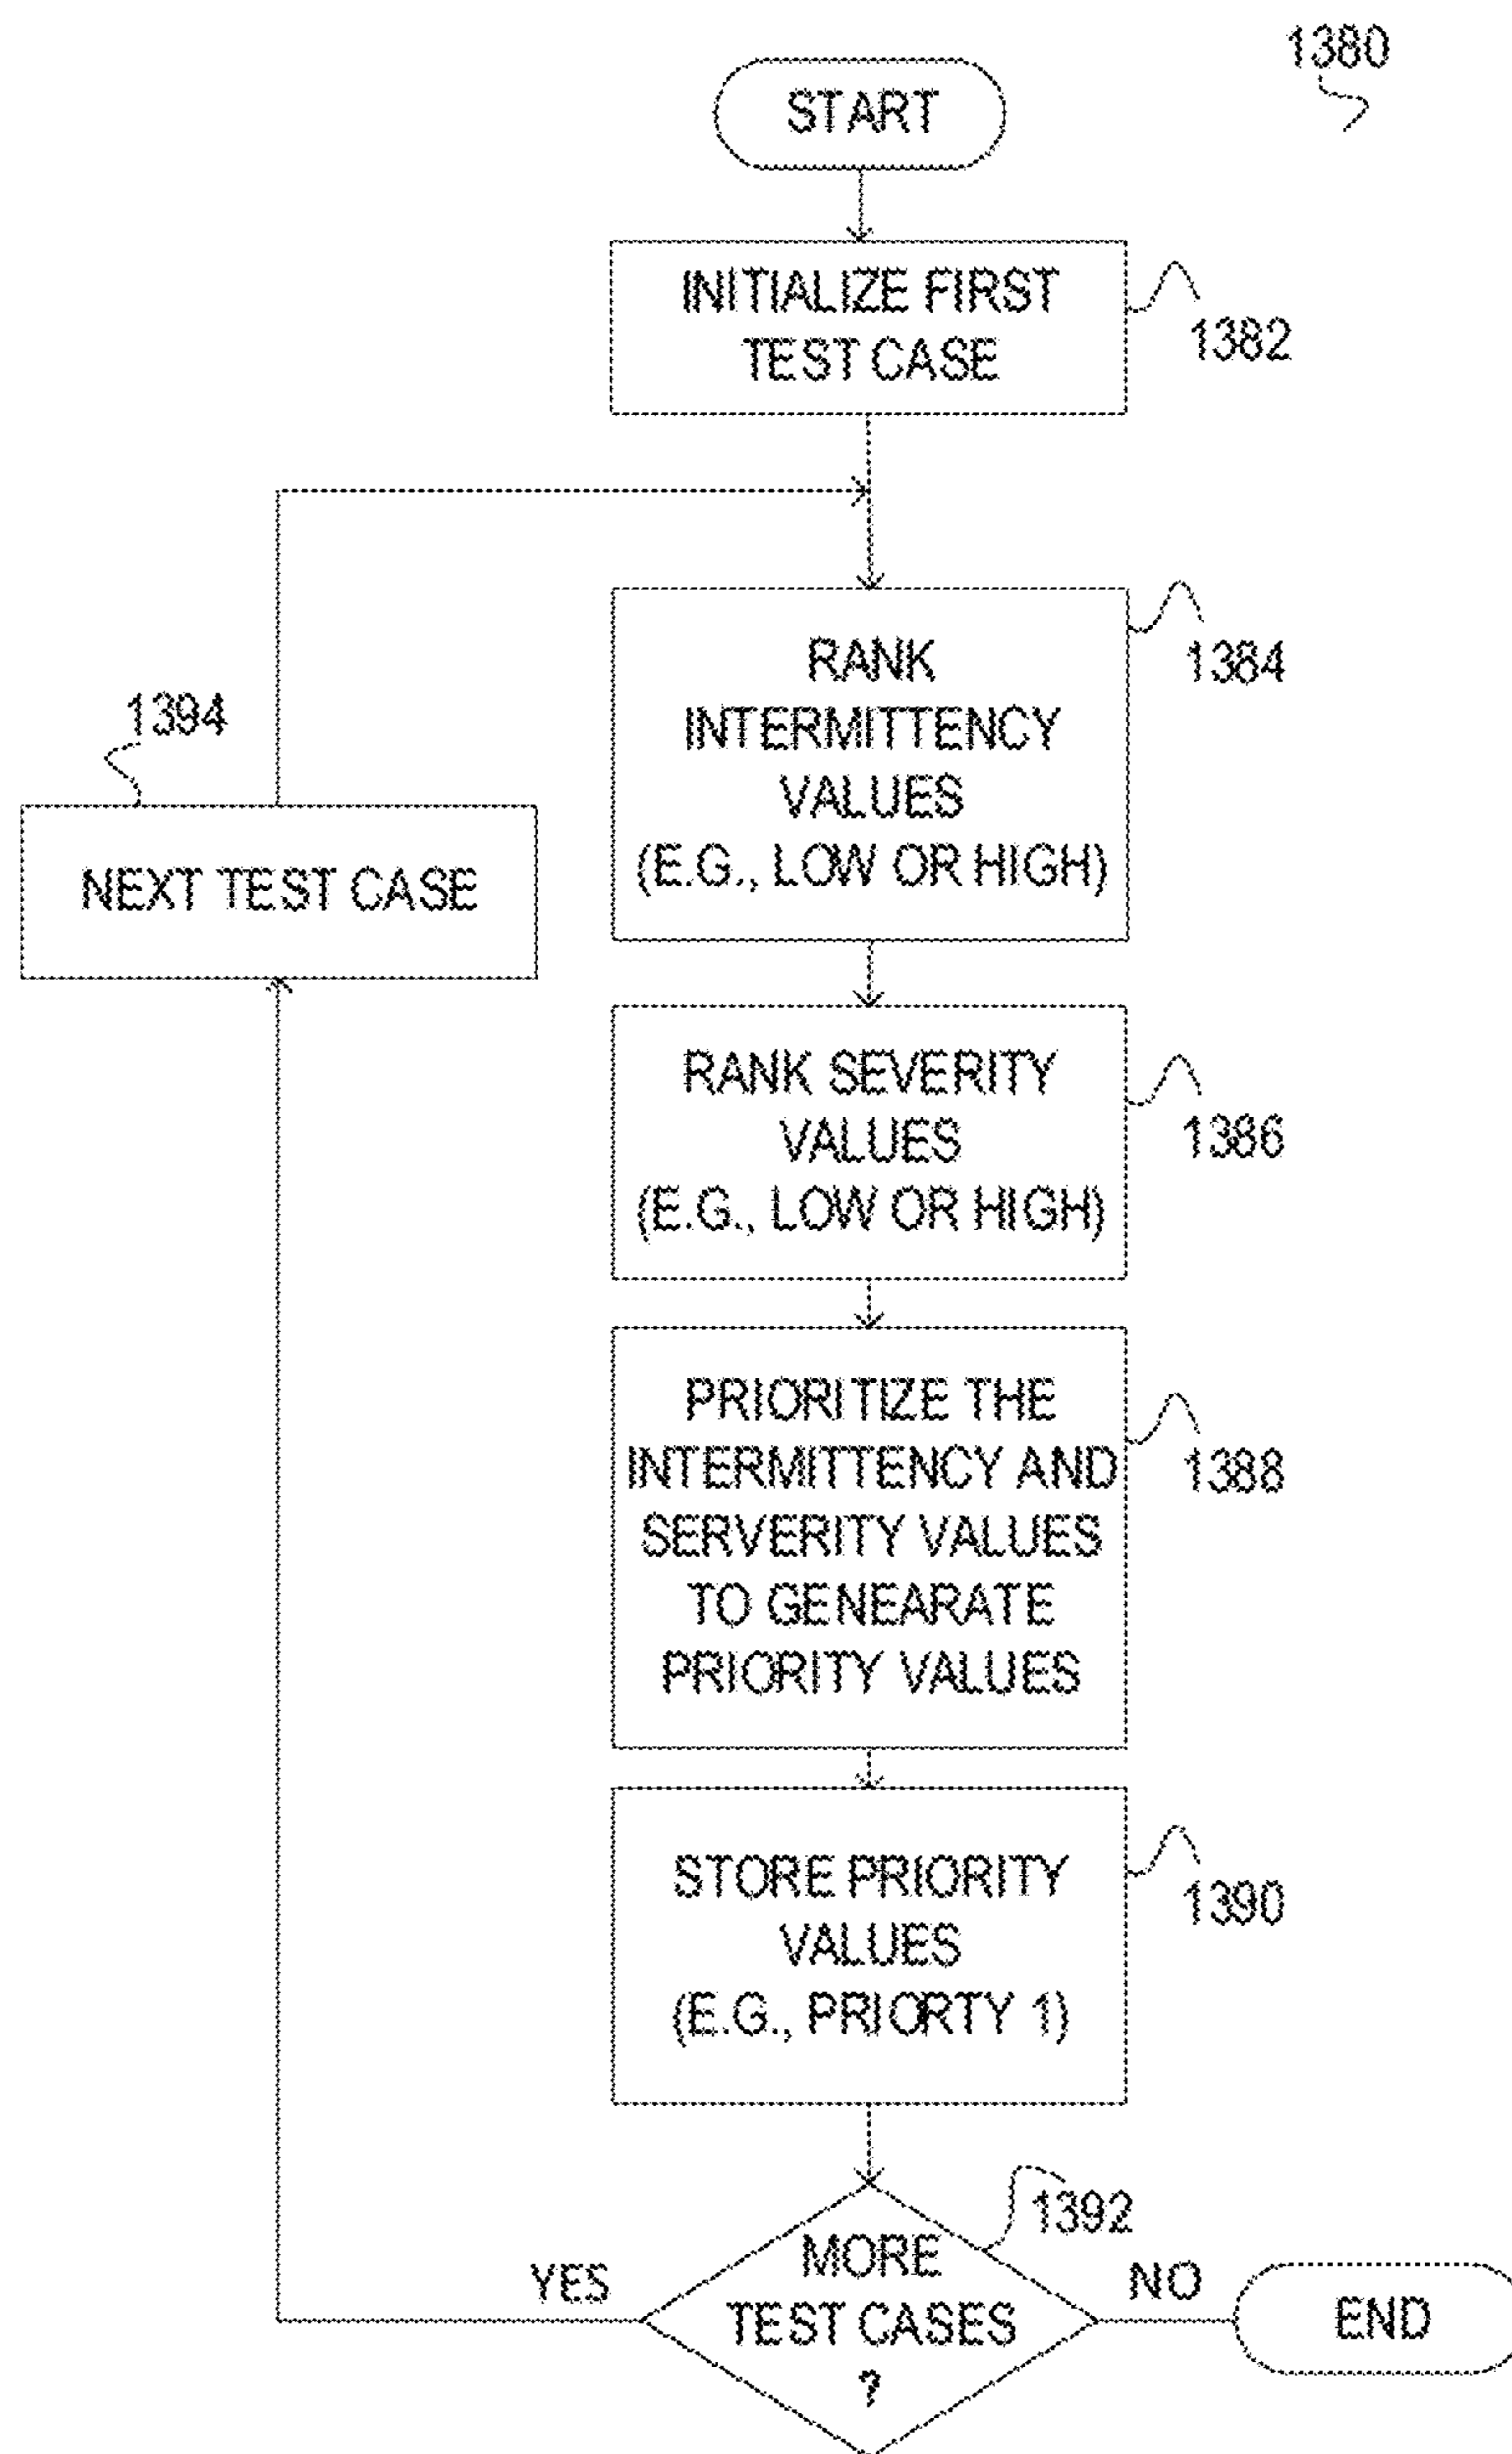 1380
START
INITIALIZE FIRST
TEST CASE
1382
RANK
INTERMITTENCY
VALUES
(E.G., LOW OR HIGH)
1384
1394
NEXT TEST CASE
RANK SEVERITY
VALUES
(E.G., LOW OR HIGH)
1386
PRIORITIZE THE
INTERMITTENCY AND
SERVERITY VALUES
TO GENEARATE
PRIORITY VALUES
1388
STORE PRIORITY
VALUES
(E.G., PRIORTY 1)
1390
1392
MORE
TEST CASES
?
YES
NO
END